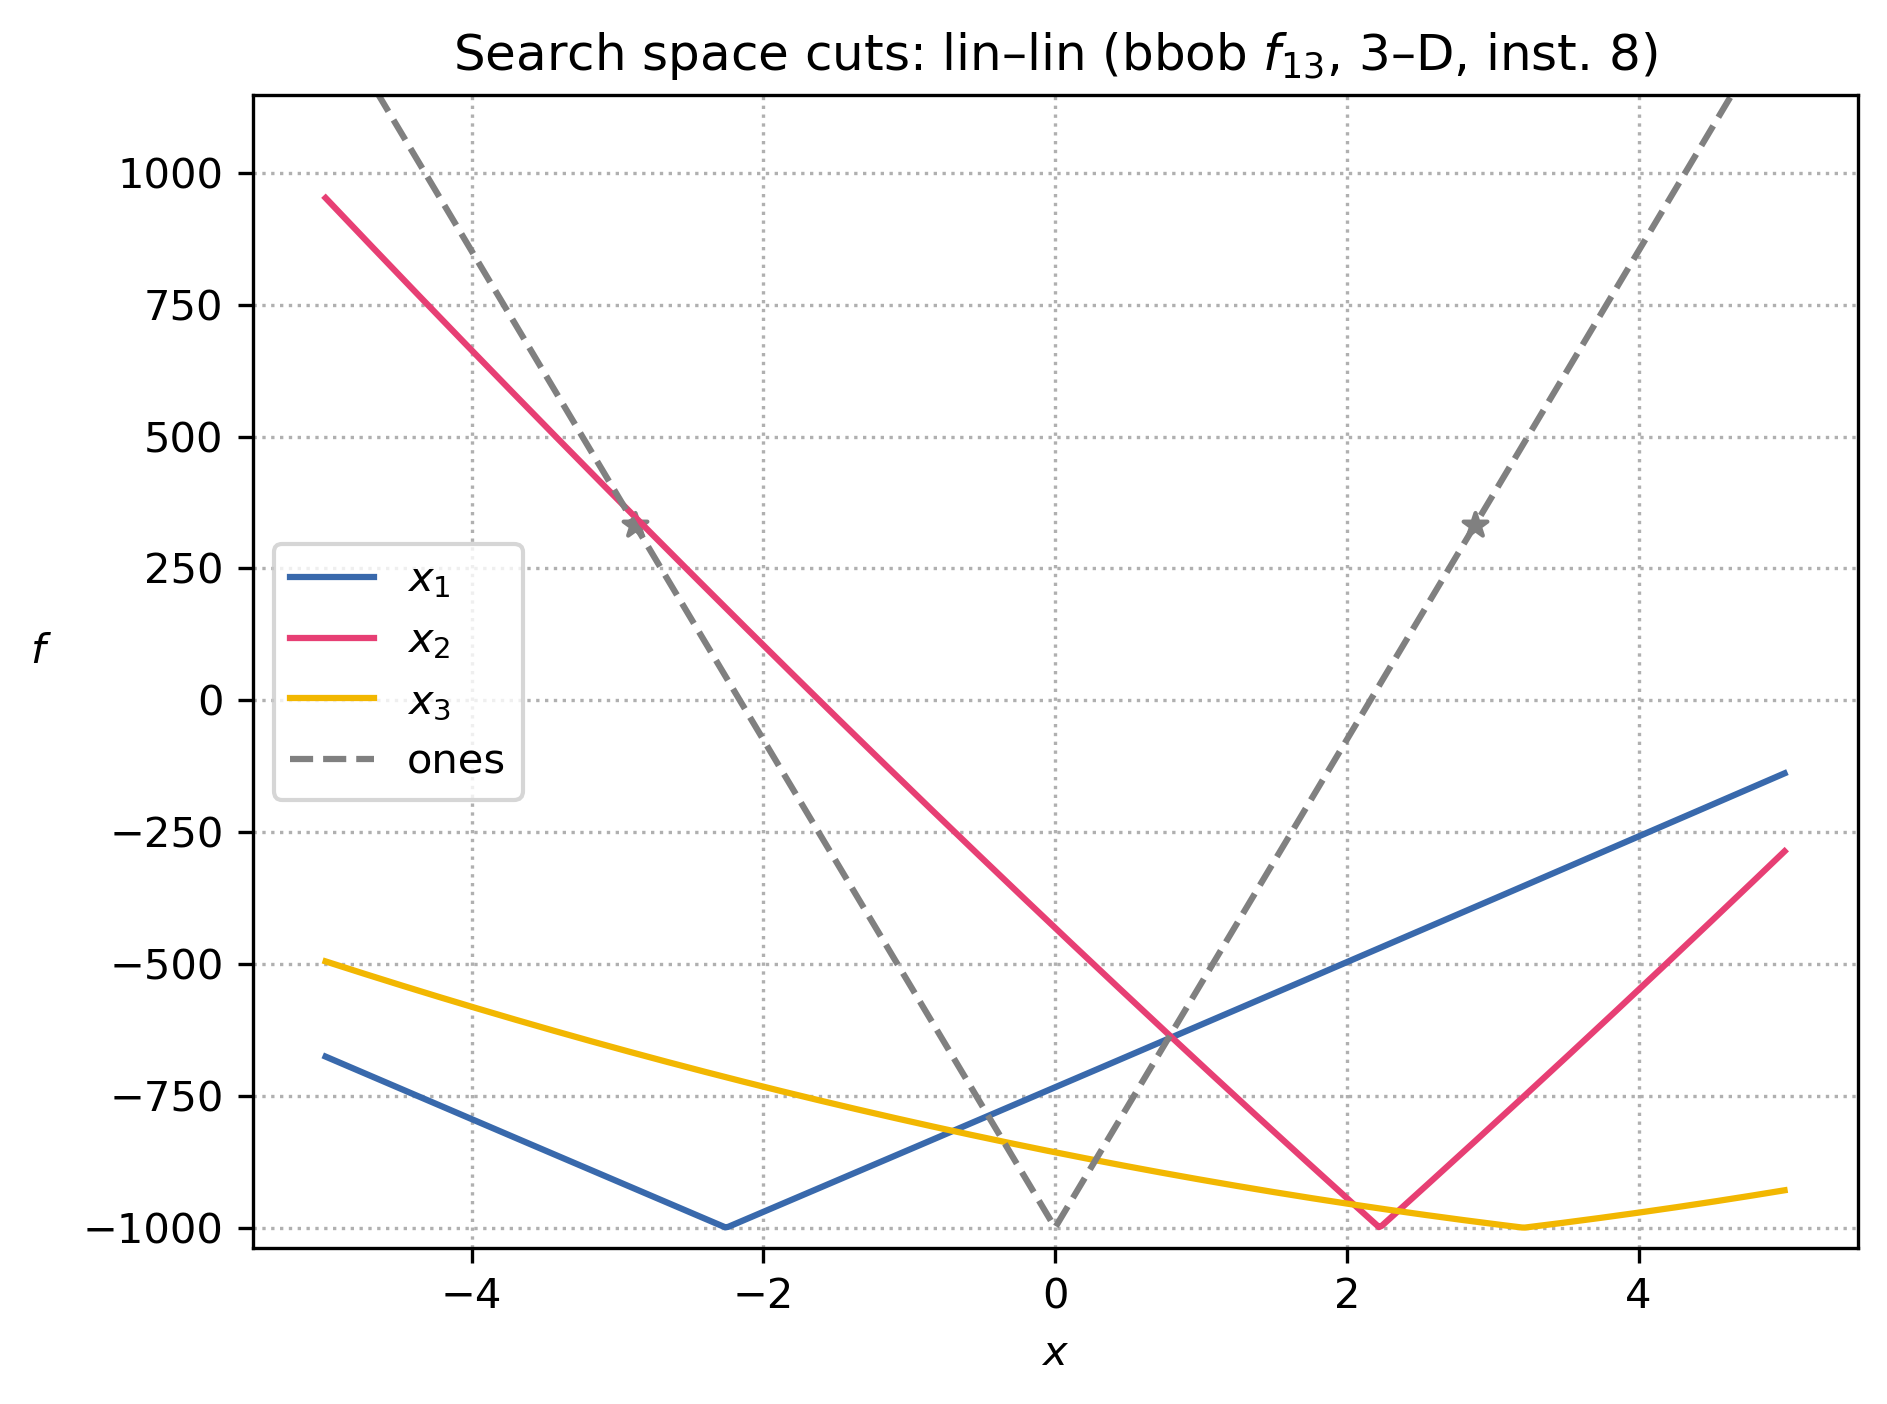 Search space cuts: lin–lin (bbob f13, 3–D, inst. 8)
1000
750
500
250
0
−250
−500
−750
−1000
f
x1
x2
x3
ones
−4
−2
0
2
4
x